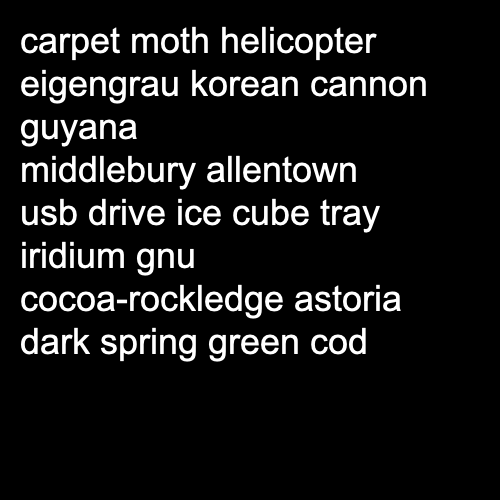 carpet moth helicopter
eigengrau korean cannon
guyana
middlebury allentown
usb drive ice cube tray
iridium gnu
cocoa-rockledge astoria
dark spring green cod